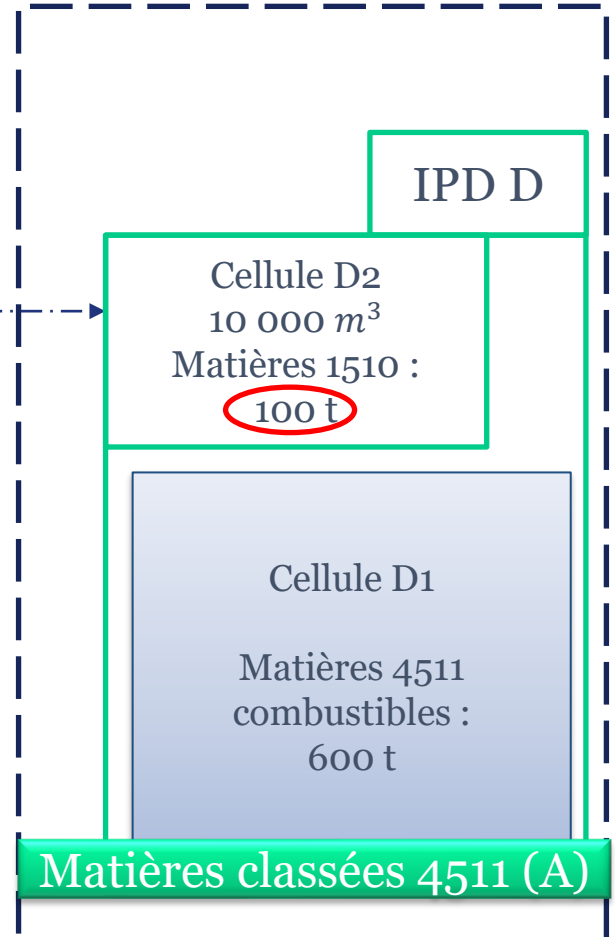 IPD D
Cellule D2
10 000 m³
Matières 1510 :
100 t
Cellule D1
Matières 4511
combustibles :
600 t
Matières classées 4511 (A)